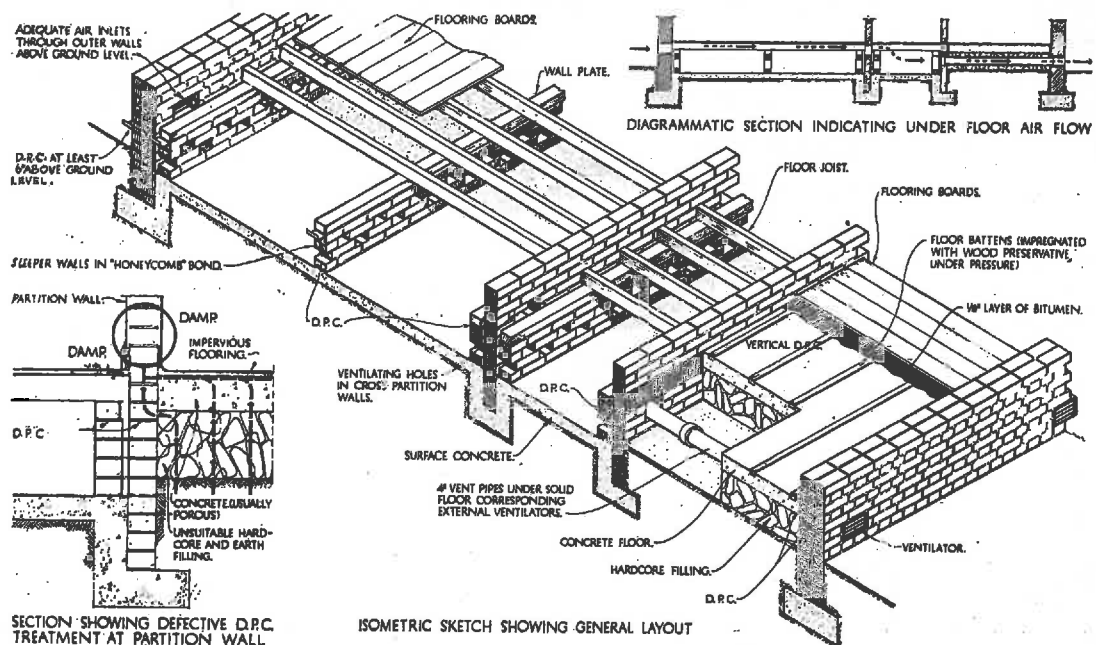 ADEQUATE AIR INLETS
THROUGH OUTER WALLS
ABOVE GROUND LEVEL.
FLOORING BOARDS.
WALL PLATE.
DIAGRAMMATIC SECTION INDICATING UNDER FLOOR AIR FLOW
D.P.C. AT LEAST
6" ABOVE GROUND
LEVEL.
FLOOR JOIST.
FLOORING BOARDS.
FLOOR BATTENS (IMPREGNATED
WITH WOOD PRESERVATIVE
UNDER PRESSURE)
SLEEPER WALLS IN "HONEYCOMB" BOND.
PARTITION WALL.
DAMP.
DAMP.
IMPERVIOUS
FLOORING.
D.P.C.
LAYER OF BITUMEN.
VERTICAL D.P.C.
VENTILATING HOLES
IN CROSS PARTITION
WALLS.
D.P.C.
D.P.C
SURFACE CONCRETE.
4" VENT PIPES UNDER SOLID
FLOOR CORRESPONDING
EXTERNAL VENTILATORS.
CONCRETE (USUALLY
POROUS)
UNSUITABLE HARD-
CORE AND EARTH
FILLING.
CONCRETE FLOOR.
HARDCORE FILLING.
VENTILATOR.
D.P.C.
SECTION SHOWING DEFECTIVE D.P.C.
TREATMENT AT PARTITION WALL
ISOMETRIC SKETCH SHOWING GENERAL LAYOUT